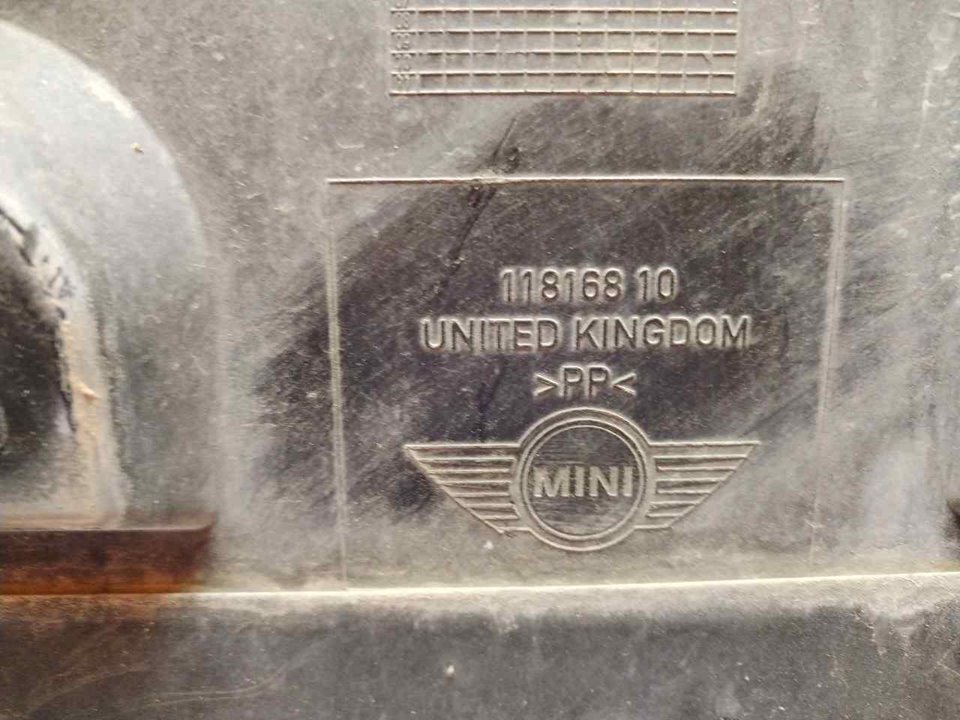 118168 10
UNITED KINGDOM
>PP<
MINI